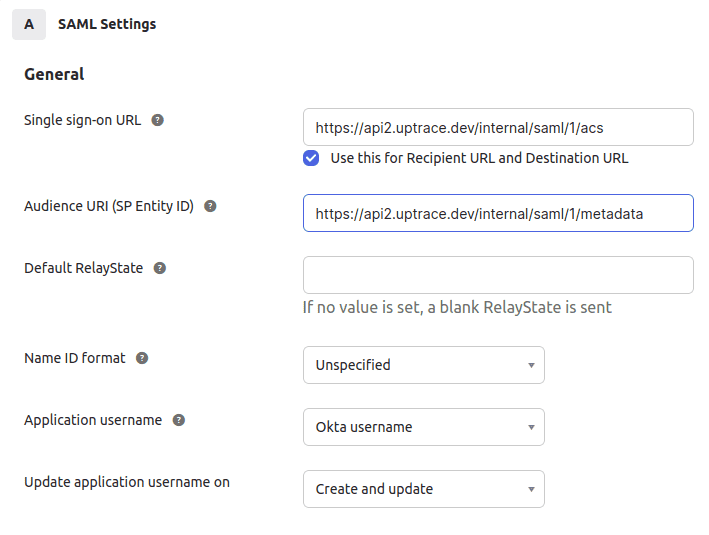 A SAML Settings
General
Single sign-on URL ?
https://api2.uptrace.dev/internal/saml/1/acs
Use this for Recipient URL and Destination URL
Audience URI (SP Entity ID) ?
https://api2.uptrace.dev/internal/saml/1/metadata
Default RelayState ?
If no value is set, a blank RelayState is sent
Name ID format ?
Unspecified
Application username ?
Okta username
Update application username on
Create and update